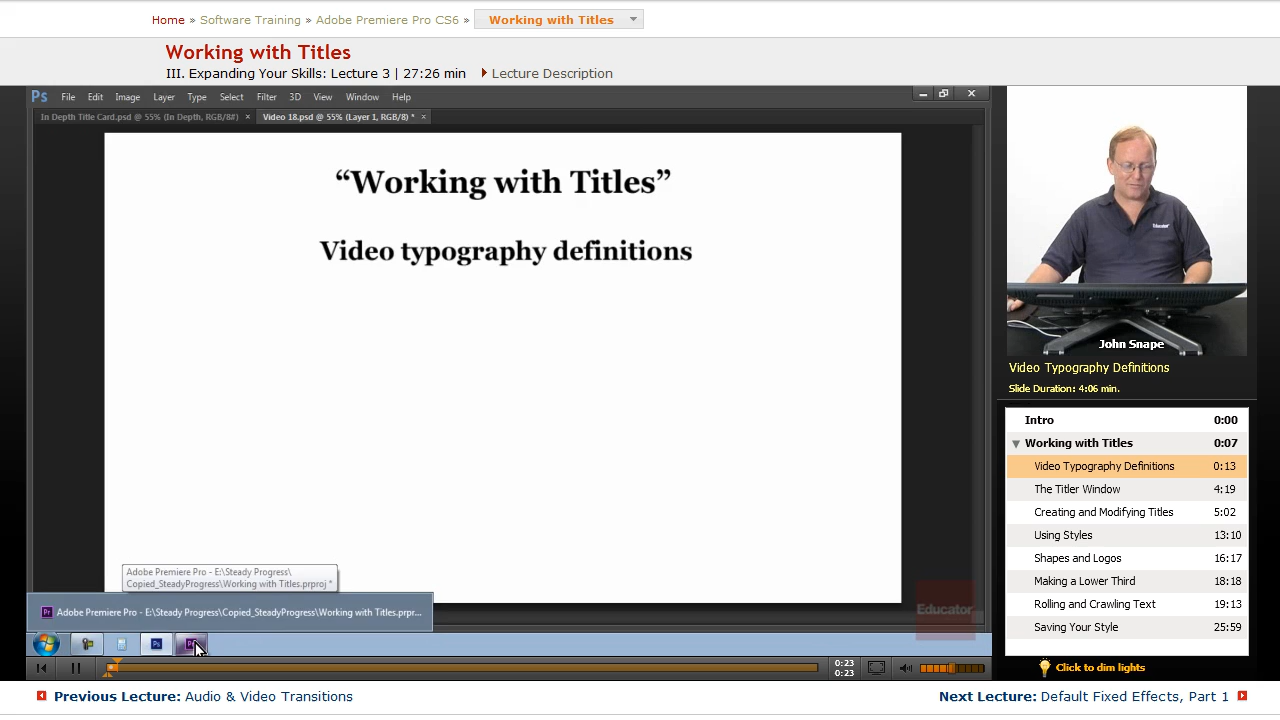 Home » Software Training » Adobe Premiere Pro CS6 » Working with Titles
Working with Titles
III. Expanding Your Skills: Lecture 3 | 27:26 min Lecture Description
Ps File Edit Image Layer Type Select Filter 3D View Window Help
In Depth Title Card.psd @ 55% (In Depth, RGB/8#) × Video 18.psd @ 55% (Layer 1, RGB/8) * ×
“Working with Titles”
Video typography definitions
Adobe Premiere Pro - E:\Steady Progress\
Copied_SteadyProgress\Working with Titles.prproj *
Adobe Premiere Pro - E:\Steady Progress\Copied_SteadyProgress\Working with Titles.prpr...
Educator
Ps
Pr
0:23
0:23
Educator
John Snape
Video Typography Definitions
Slide Duration: 4:06 min.
Intro 0:00
Working with Titles 0:07
Video Typography Definitions 0:13
The Titler Window 4:19
Creating and Modifying Titles 5:02
Using Styles 13:10
Shapes and Logos 16:17
Making a Lower Third 18:18
Rolling and Crawling Text 19:13
Saving Your Style 25:59
Click to dim lights
Previous Lecture: Audio & Video Transitions
Next Lecture: Default Fixed Effects, Part 1